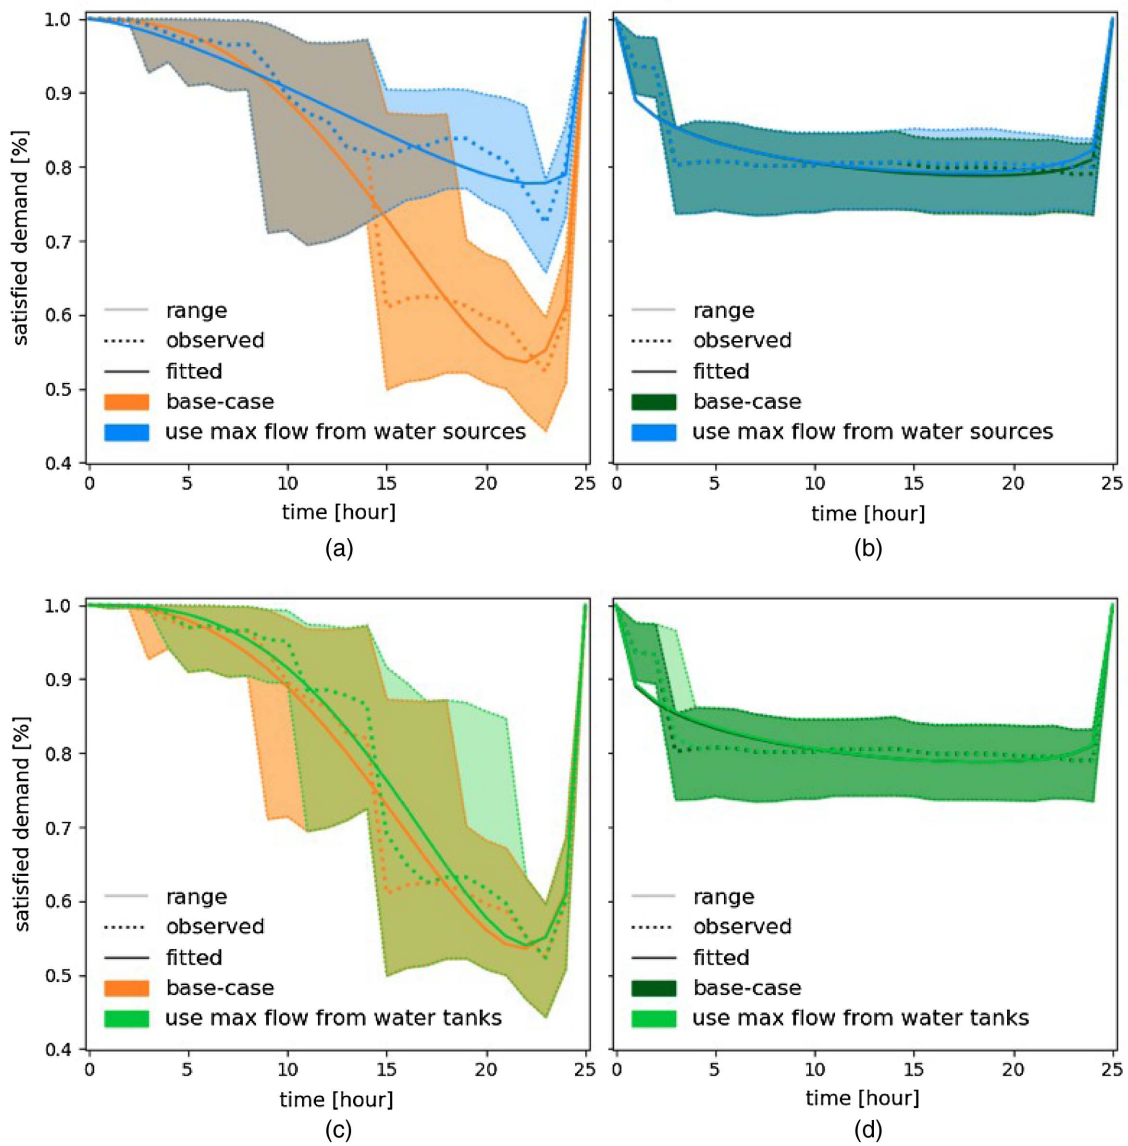 1.0
0.9
0.8
0.7
0.6
0.5
0.4
satisfied demand [%]
range
observed
fitted
base-case
use max flow from water sources
0 5 10 15 20 25
time [hour]
(a)
range
observed
fitted
base-case
use max flow from water sources
0 5 10 15 20 25
time [hour]
(b)
1.0
0.9
0.8
0.7
0.6
0.5
0.4
satisfied demand [%]
range
observed
fitted
base-case
use max flow from water tanks
0 5 10 15 20 25
time [hour]
(c)
range
observed
fitted
base-case
use max flow from water tanks
0 5 10 15 20 25
time [hour]
(d)